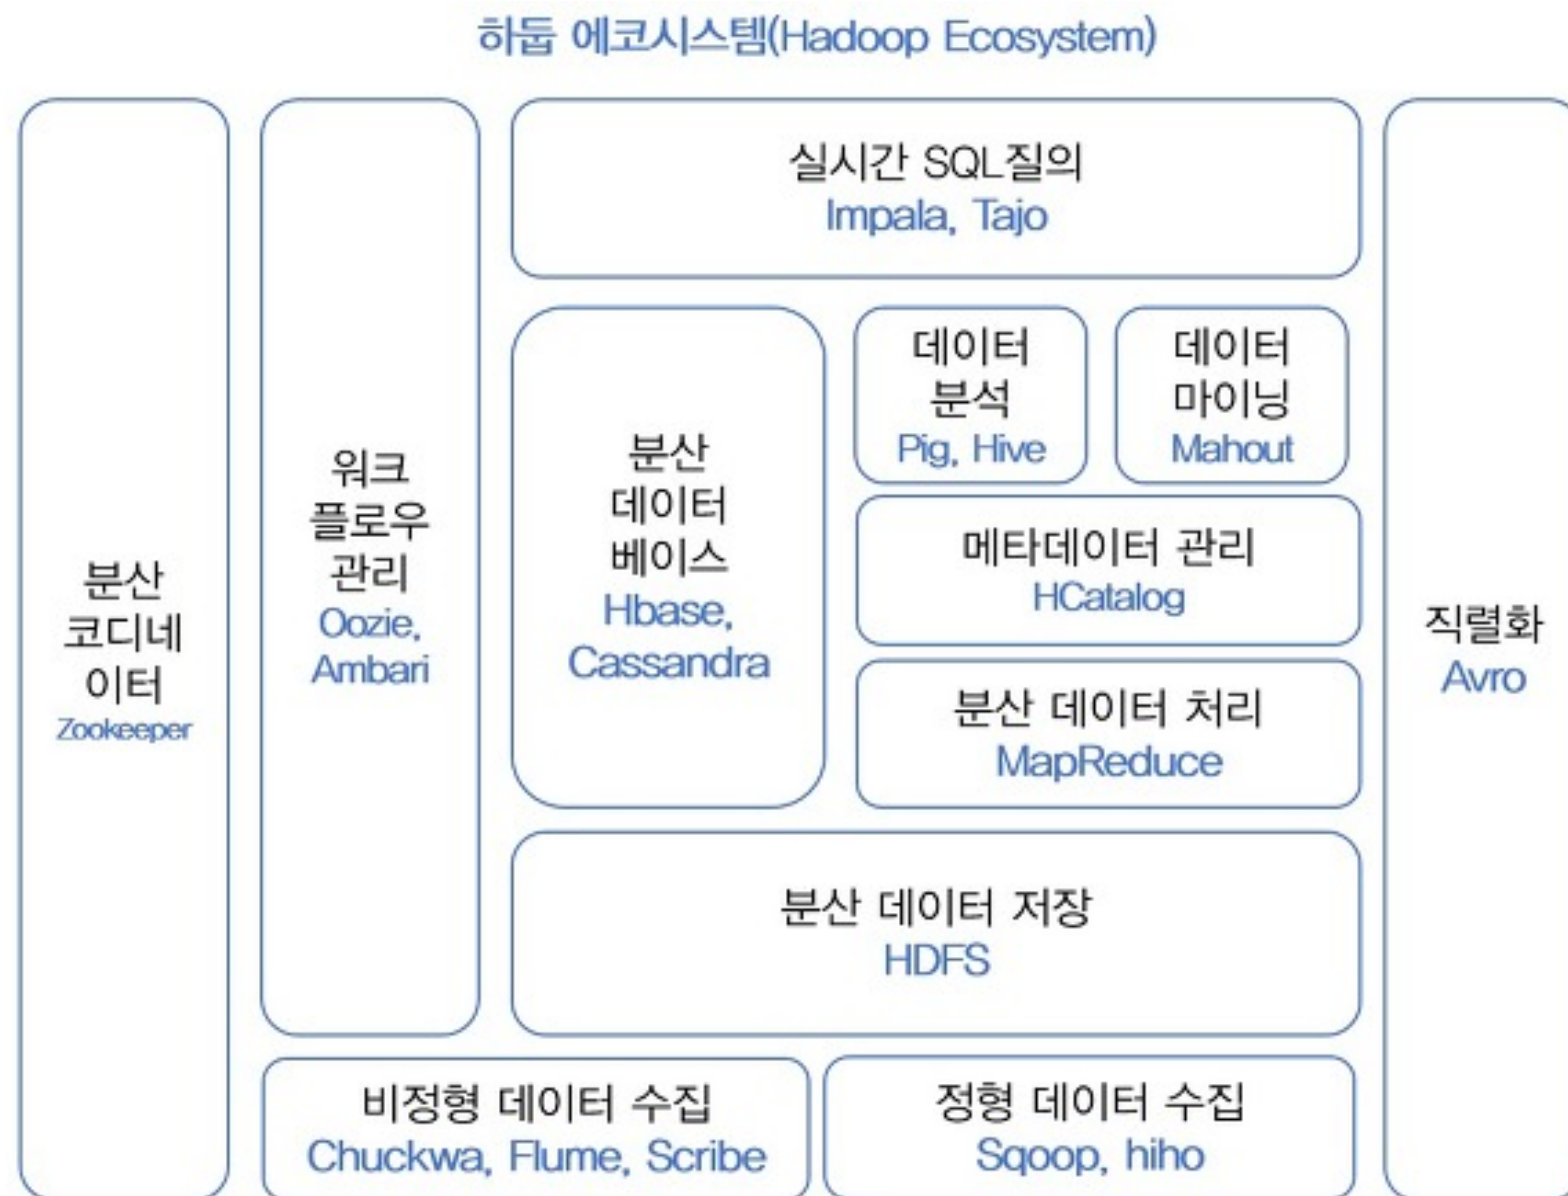 하둡 에코시스템(Hadoop Ecosystem)
분산
코디네
이터
Zookeeper
워크
플로우
관리
Oozie,
Ambari
실시간 SQL질의
Impala, Tajo
분산
데이터
베이스
Hbase,
Cassandra
데이터
분석
Pig, Hive
데이터
마이닝
Mahout
메타데이터 관리
HCatalog
분산 데이터 처리
MapReduce
분산 데이터 저장
HDFS
비정형 데이터 수집
Chuckwa, Flume, Scribe
정형 데이터 수집
Sqoop, hiho
직렬화
Avro